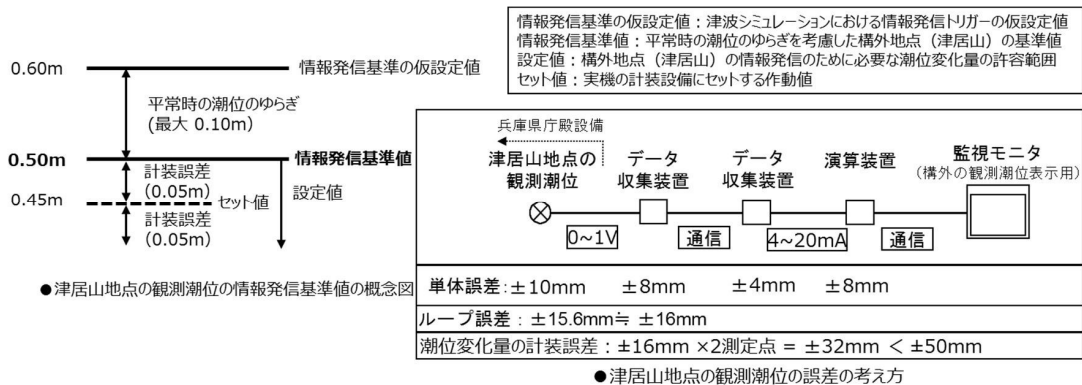 情報発信基準の仮設定値：津波シミュレーションにおける情報発信トリガーの仮設定値
情報発信基準値：平常時の潮位のゆらぎを考慮した構外地点（津居山）の基準値
設定値：構外地点（津居山）の情報発信のために必要な潮位変化量の許容範囲
セット値：実機の計装設備にセットする作動値
0.60m
情報発信基準の仮設定値
平常時の潮位のゆらぎ
(最大 0.10m)
0.50m
情報発信基準値
計装誤差
(0.05m)
設定値
0.45m
セット値
計装誤差
(0.05m)
●津居山地点の観測潮位の情報発信基準値の概念図
兵庫県庁殿設備
津居山地点の
観測潮位
データ
収集装置
データ
収集装置
演算装置
監視モニタ
(構外の観測潮位表示用)
0~1V
通信
4~20mA
通信
単体誤差：±10mm ±8mm ±4mm ±8mm
ループ誤差：±15.6mm≒ ±16mm
潮位変化量の計装誤差：±16mm ×2測定点 = ±32mm ＜ ±50mm
●津居山地点の観測潮位の誤差の考え方